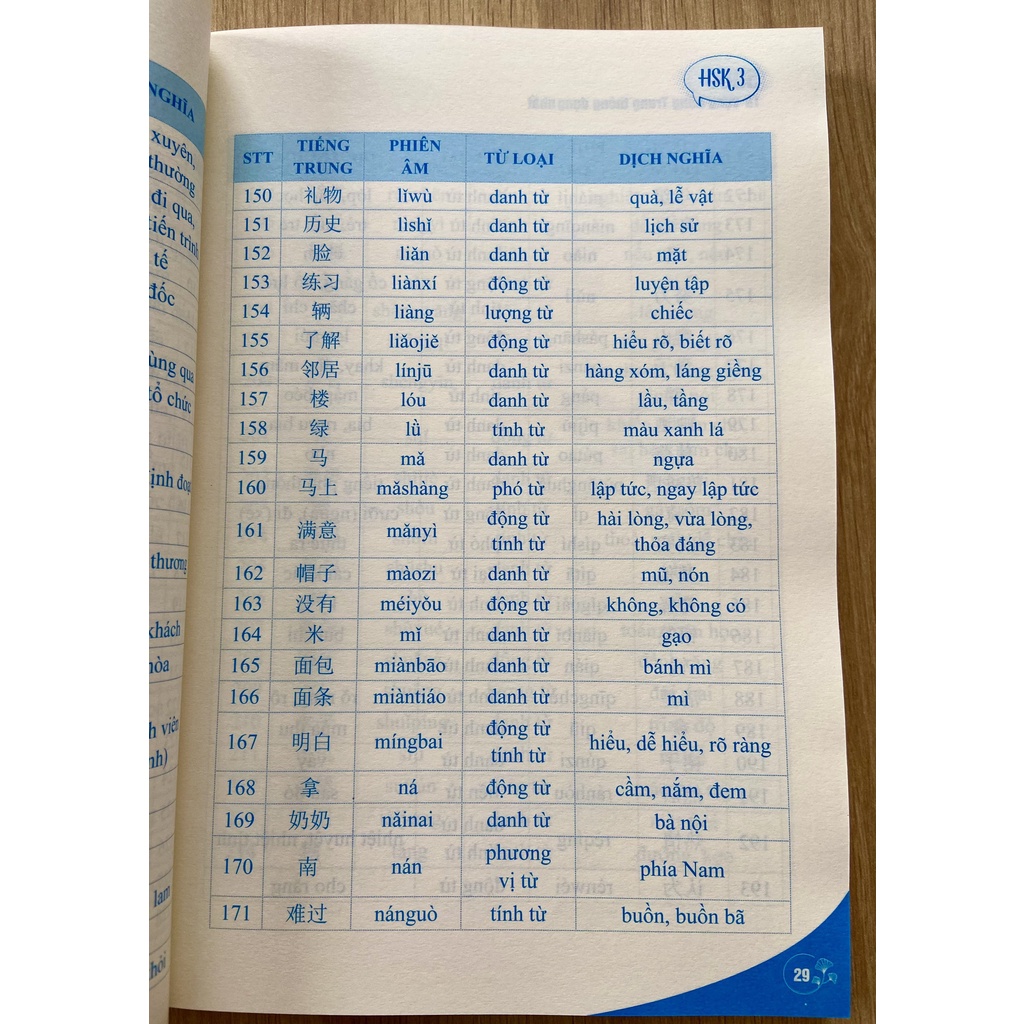 NGHĨA
xuyên,
thường
đi qua,
tiến trình
tế
đốc
ùng qua
tổ chức
ịnh đoạ
thương
khách
hòa
h viên
nh)
lam
hỏi
HSK 3
STT TIẾNG TRUNG PHIÊN ÂM TỪ LOẠI DỊCH NGHĨA
150 礼物 lǐwù danh từ quà, lễ vật
151 历史 lìshǐ danh từ lịch sử
152 脸 liǎn danh từ mặt
153 练习 liànxí động từ luyện tập
154 辆 liàng lượng từ chiếc
155 了解 liǎojiě động từ hiểu rõ, biết rõ
156 邻居 línjū danh từ hàng xóm, láng giềng
157 楼 lóu danh từ lầu, tầng
158 绿 lǜ tính từ màu xanh lá
159 马 mǎ danh từ ngựa
160 马上 mǎshàng phó từ lập tức, ngay lập tức
161 满意 mǎnyì động từ tính từ hài lòng, vừa lòng, thỏa đáng
162 帽子 màozi danh từ mũ, nón
163 没有 méiyǒu động từ không, không có
164 米 mǐ danh từ gạo
165 面包 miànbāo danh từ bánh mì
166 面条 miàntiáo danh từ mì
167 明白 míngbai động từ tính từ hiểu, dễ hiểu, rõ ràng
168 拿 ná động từ cầm, nắm, đem
169 奶奶 nǎinai danh từ bà nội
170 南 nán phương vị từ phía Nam
171 难过 nánguò tính từ buồn, buồn bã
29